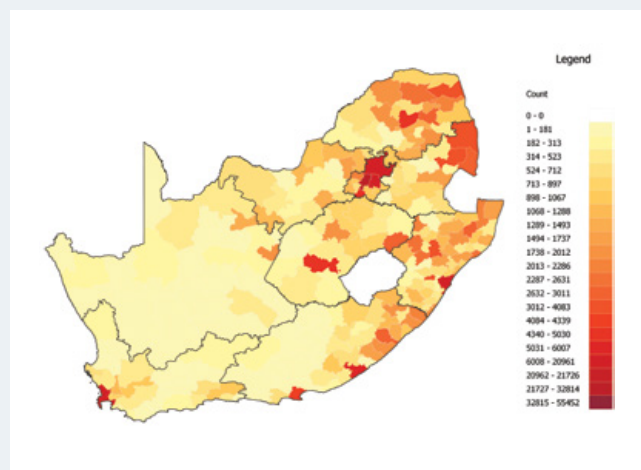 Legend
Count
0 - 0
1 - 181
182 - 313
314 - 523
524 - 712
713 - 897
898 - 1067
1068 - 1288
1289 - 1493
1494 - 1737
1738 - 2012
2013 - 2286
2287 - 2631
2632 - 3011
3012 - 4083
4084 - 4339
4340 - 5030
5031 - 6007
6008 - 20961
20962 - 21726
21727 - 32814
32815 - 55452